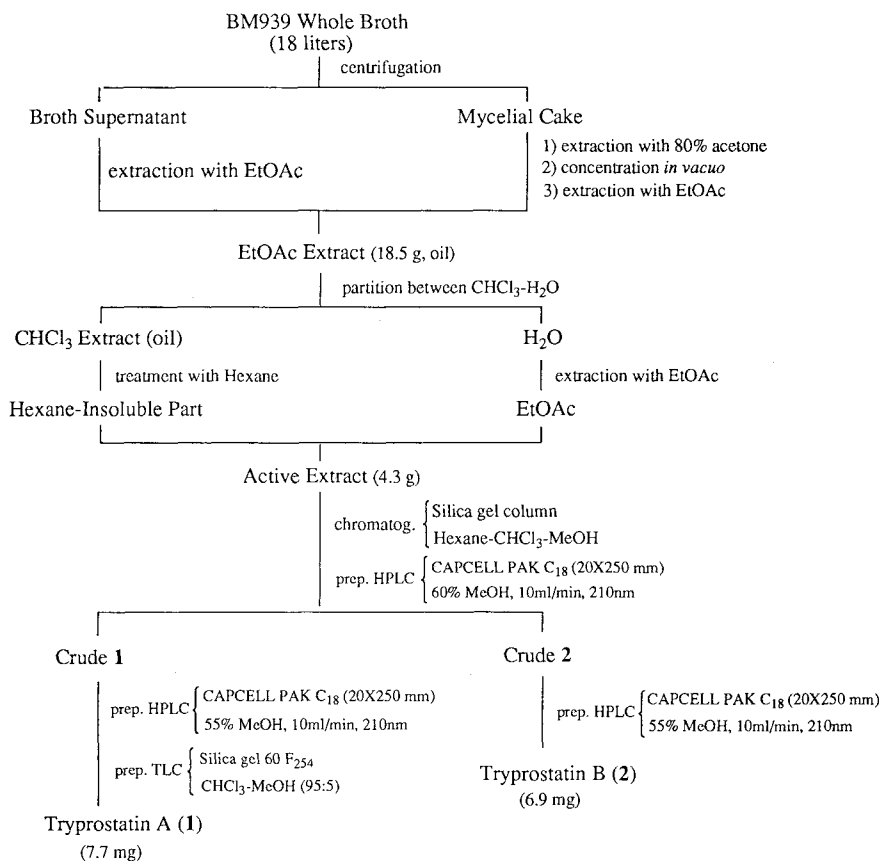 BM939 Whole Broth
(18 liters)
centrifugation
Broth Supernatant
Mycelial Cake
extraction with EtOAc
1) extraction with 80% acetone
2) concentration in vacuo
3) extraction with EtOAc
EtOAc Extract (18.5 g, oil)
partition between CHCl3-H2O
CHCl3 Extract (oil)
H2O
treatment with Hexane
extraction with EtOAc
Hexane-Insoluble Part
EtOAc
Active Extract (4.3 g)
chromatog.
Silica gel column
Hexane-CHCl3-MeOH
prep. HPLC
CAPCELL PAK C18 (20X250 mm)
60% MeOH, 10ml/min, 210nm
Crude 1
Crude 2
prep. HPLC
CAPCELL PAK C18 (20X250 mm)
55% MeOH, 10ml/min, 210nm
prep. HPLC
CAPCELL PAK C18 (20X250 mm)
55% MeOH, 10ml/min, 210nm
prep. TLC
Silica gel 60 F254
CHCl3-MeOH (95:5)
Tryprostatin B (2)
(6.9 mg)
Tryprostatin A (1)
(7.7 mg)